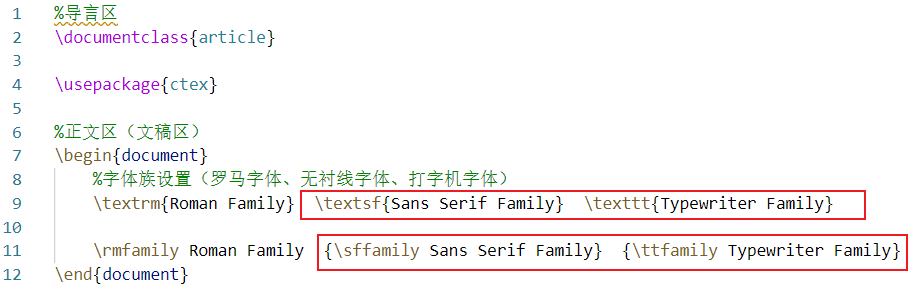 1 %导言区
2 \documentclass{article}
3
4 \usepackage{ctex}
5
6 %正文区（文稿区）
7 \begin{document}
8 %字体族设置（罗马字体、无衬线字体、打字机字体）
9 \textrm{Roman Family} \textsf{Sans Serif Family} \texttt{Typewriter Family}
10
11 \rmfamily Roman Family {\sffamily Sans Serif Family} {\ttfamily Typewriter Family}
12 \end{document}